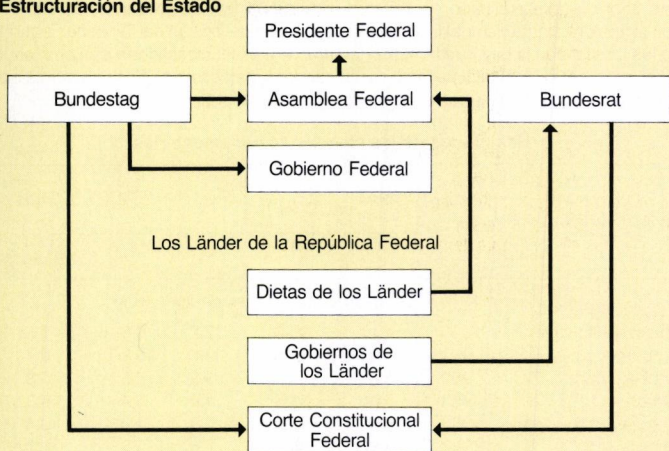 Estructuración del Estado
Presidente Federal
Bundestag
Asamblea Federal
Bundesrat
Gobierno Federal
Los Länder de la República Federal
Dietas de los Länder
Gobiernos de
los Länder
Corte Constitucional
Federal